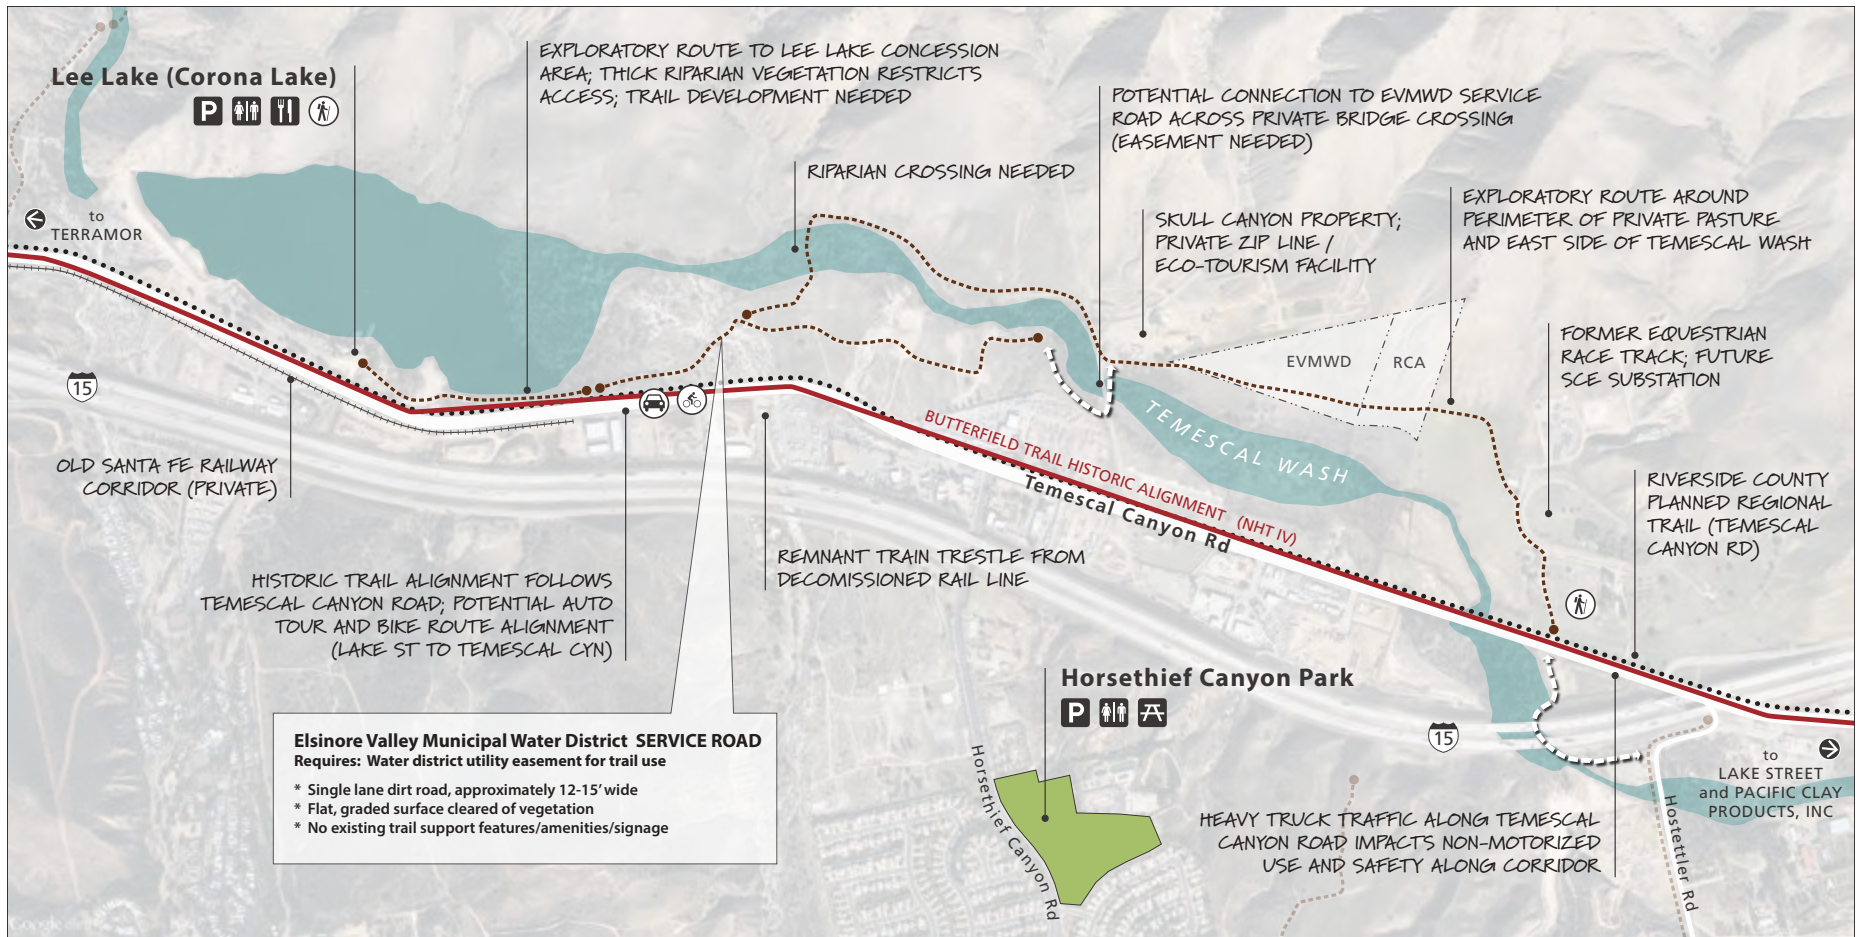 Lee Lake (Corona Lake)
P
EXPLORATORY ROUTE TO LEE LAKE CONCESSION
AREA; THICK RIPARIAN VEGETATION RESTRICTS
ACCESS; TRAIL DEVELOPMENT NEEDED
POTENTIAL CONNECTION TO EVMWD SERVICE
ROAD ACROSS PRIVATE BRIDGE CROSSING
(EASEMENT NEEDED)
RIPARIAN CROSSING NEEDED
SKULL CANYON PROPERTY;
PRIVATE ZIP LINE /
ECO-TOURISM FACILITY
EXPLORATORY ROUTE AROUND
PERIMETER OF PRIVATE PASTURE
AND EAST SIDE OF TEMESCAL WASH
to
TERRAMOR
15
EVMWD
RCA
FORMER EQUESTRIAN
RACE TRACK; FUTURE
SCE SUBSTATION
TEMESCAL WASH
BUTTERFIELD TRAIL HISTORIC ALIGNMENT (NHT IV)
Temescal Canyon Rd
OLD SANTA FE RAILWAY
CORRIDOR (PRIVATE)
RIVERSIDE COUNTY
PLANNED REGIONAL
TRAIL (TEMESCAL
CANYON RD)
REMNANT TRAIN TRESTLE FROM
DECOMISSIONED RAIL LINE
HISTORIC TRAIL ALIGNMENT FOLLOWS
TEMESCAL CANYON ROAD; POTENTIAL AUTO
TOUR AND BIKE ROUTE ALIGNMENT
(LAKE ST TO TEMESCAL CYN)
Horsethief Canyon Park
P
Elsinore Valley Municipal Water District SERVICE ROAD
Requires: Water district utility easement for trail use
* Single lane dirt road, approximately 12-15' wide
* Flat, graded surface cleared of vegetation
* No existing trail support features/amenities/signage
Horsethief Canyon Rd
15
to
LAKE STREET
and PACIFIC CLAY
PRODUCTS, INC
HEAVY TRUCK TRAFFIC ALONG TEMESCAL
CANYON ROAD IMPACTS NON-MOTORIZED
USE AND SAFETY ALONG CORRIDOR
Hostettler Rd
Google